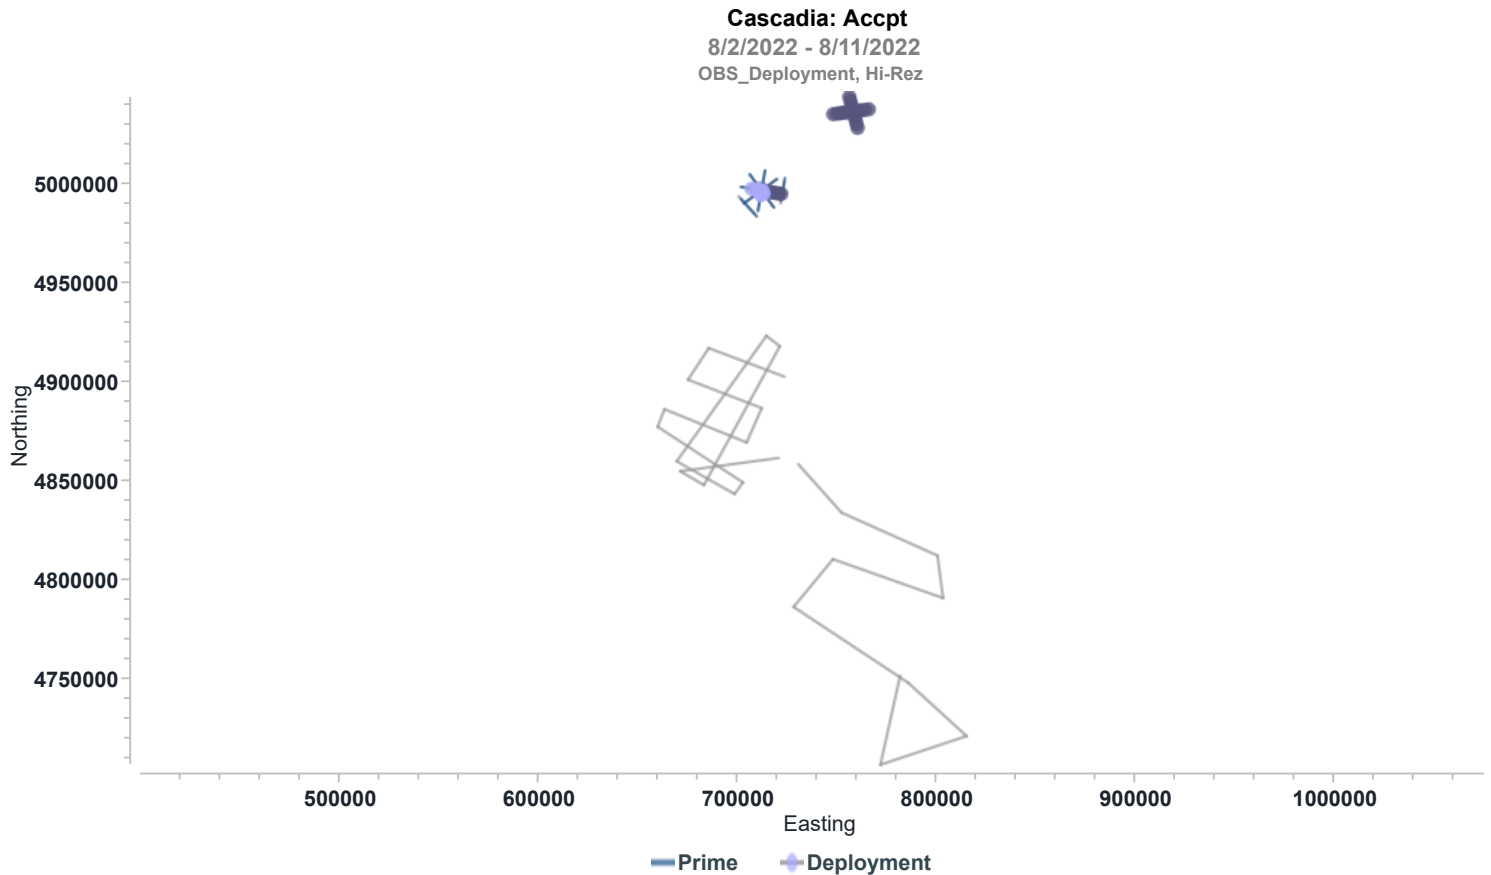 Cascadia: Accpt
8/2/2022 - 8/11/2022
OBS_Deployment, Hi-Rez
5000000
4950000
4900000
4850000
4800000
4750000
Northing
500000 600000 700000 800000 900000 1000000
Easting
Prime Deployment